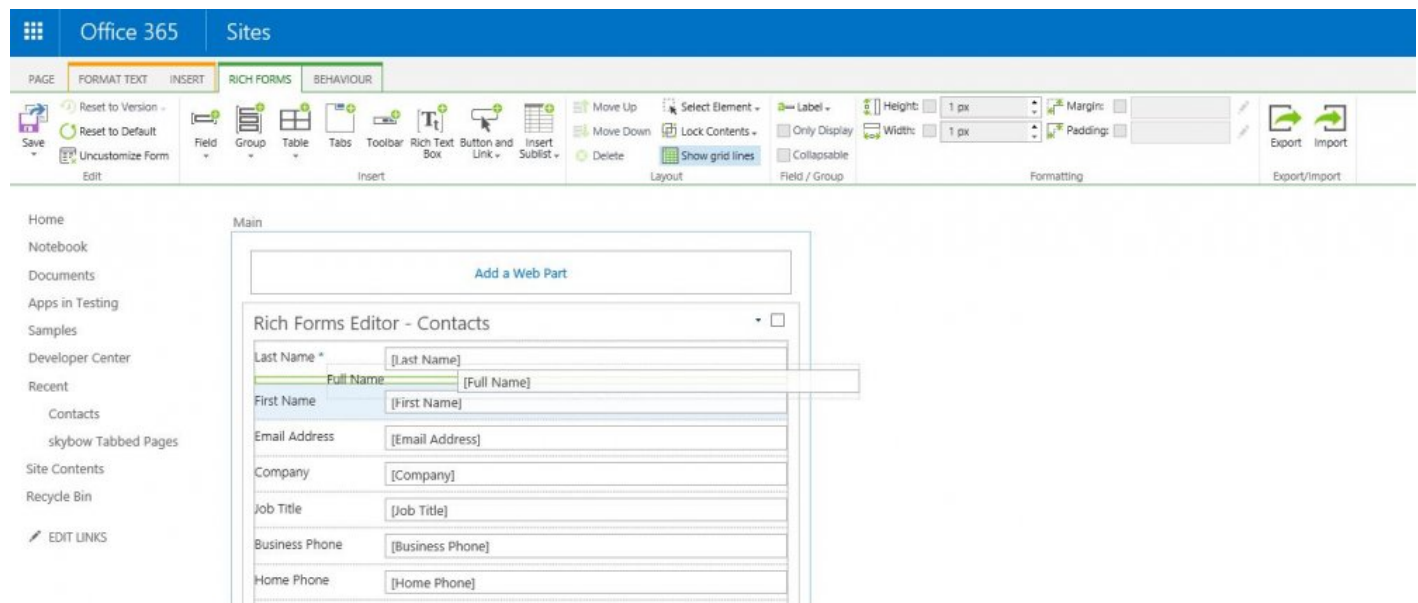 Office 365 Sites
PAGE FORMAT TEXT INSERT RICH FORMS BEHAVIOUR
Save
Reset to Version
Reset to Default
Uncustomize Form
Edit
Field
Group
Table
Tabs
Toolbar
Rich Text Box
Button and Link
Insert Sublist
Insert
Move Up
Move Down
Delete
Select Element
Lock Contents
Show grid lines
Layout
Label
Only Display
Collapsable
Field / Group
Height: 1 px
Width: 1 px
Margin:
Padding:
Formatting
Export
Import
Export/Import
Home
Notebook
Documents
Apps in Testing
Samples
Developer Center
Recent
Contacts
skybow Tabbed Pages
Site Contents
Recycle Bin
EDIT LINKS
Main
Add a Web Part
Rich Forms Editor - Contacts
Last Name * [Last Name]
Full Name [Full Name]
First Name [First Name]
Email Address [Email Address]
Company [Company]
Job Title [Job Title]
Business Phone [Business Phone]
Home Phone [Home Phone]